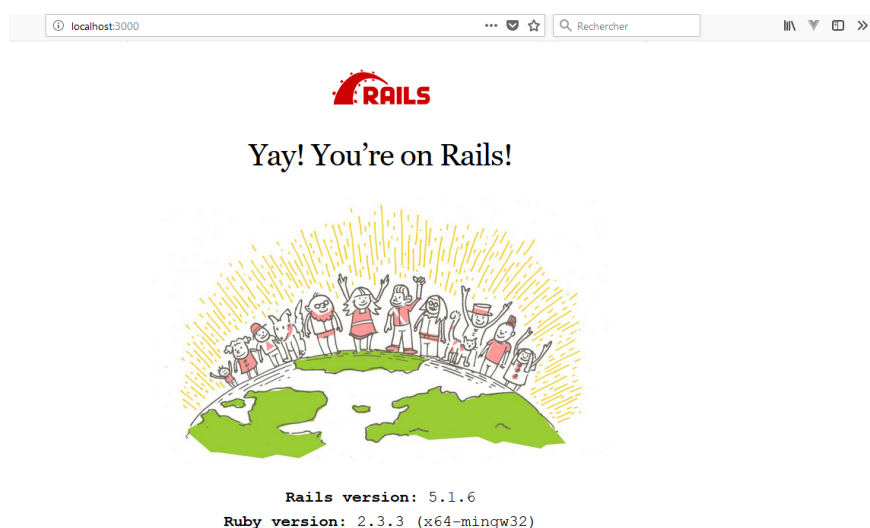 localhost:3000
Rechercher
RAILS
Yay! You’re on Rails!
Rails version: 5.1.6
Ruby version: 2.3.3 (x64-mingw32)